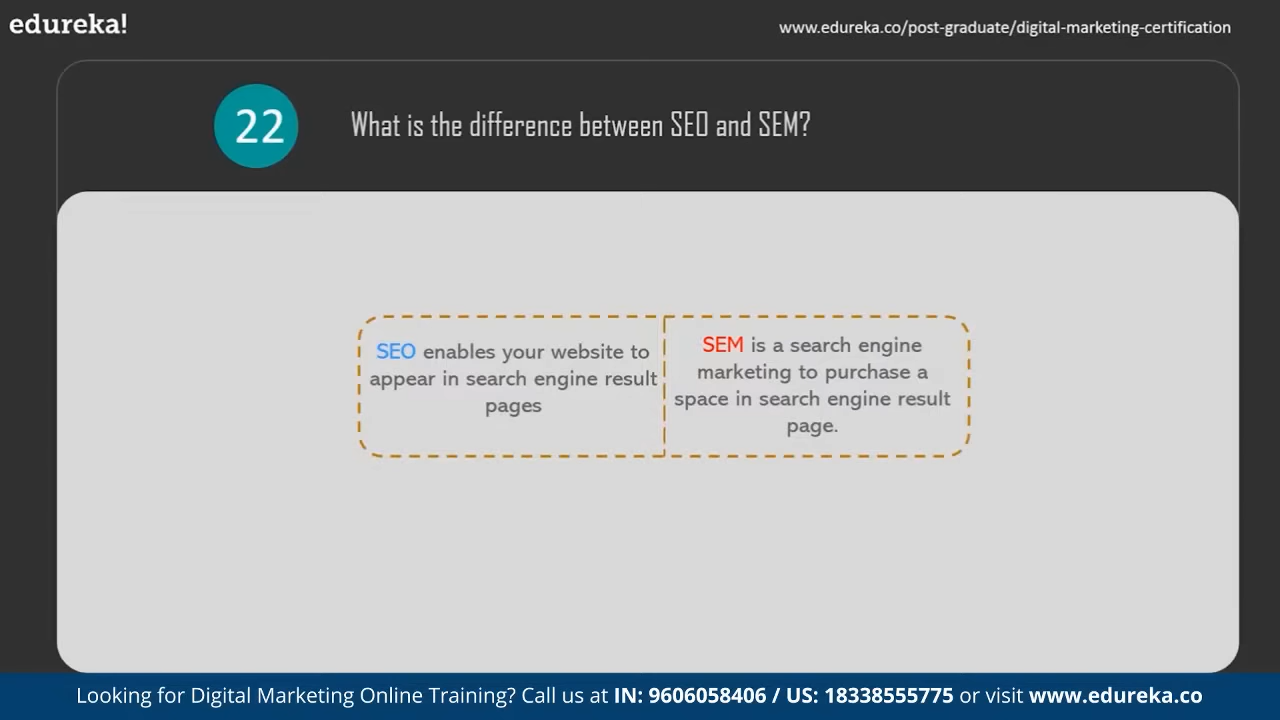 edureka!
www.edureka.co/post-graduate/digital-marketing-certification
22
What is the difference between SEO and SEM?
SEO enables your website to
appear in search engine result
pages
SEM is a search engine
marketing to purchase a
space in search engine result
page.
Looking for Digital Marketing Online Training? Call us at IN: 9606058406 / US: 18338555775 or visit www.edureka.co